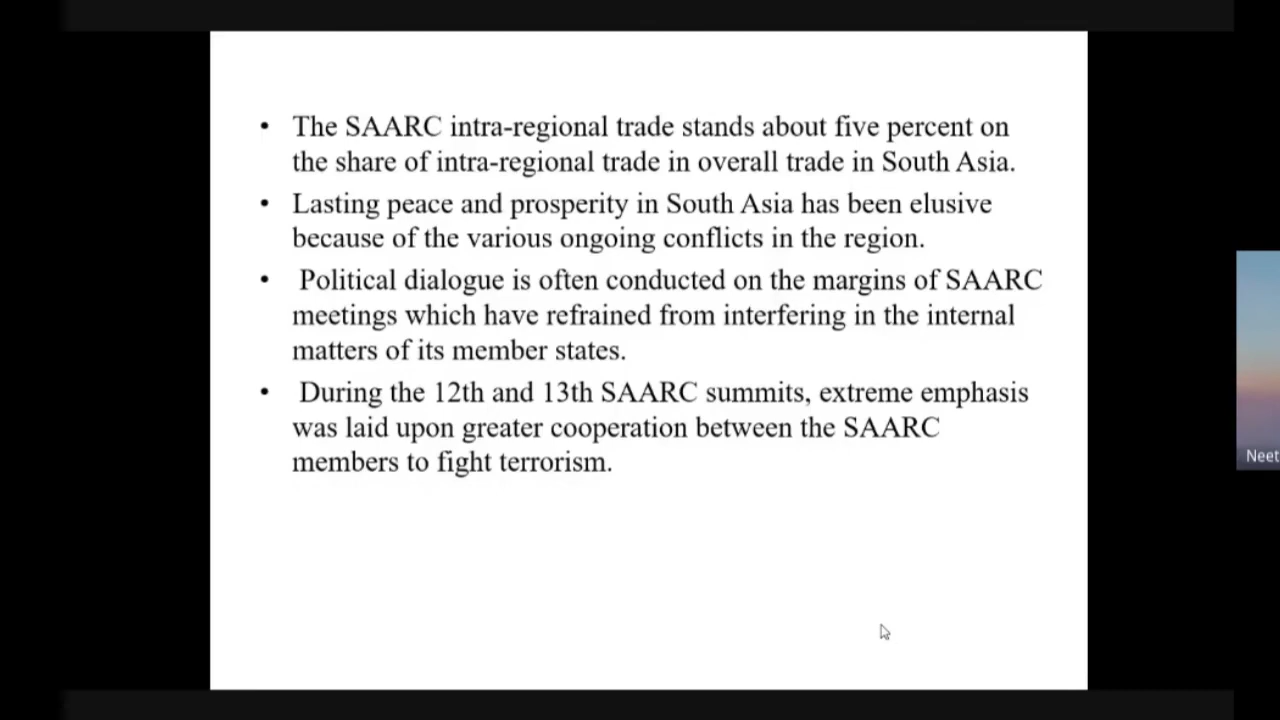 • The SAARC intra-regional trade stands about five percent on
the share of intra-regional trade in overall trade in South Asia.
• Lasting peace and prosperity in South Asia has been elusive
because of the various ongoing conflicts in the region.
• Political dialogue is often conducted on the margins of SAARC
meetings which have refrained from interfering in the internal
matters of its member states.
• During the 12th and 13th SAARC summits, extreme emphasis
was laid upon greater cooperation between the SAARC
members to fight terrorism.
Neet